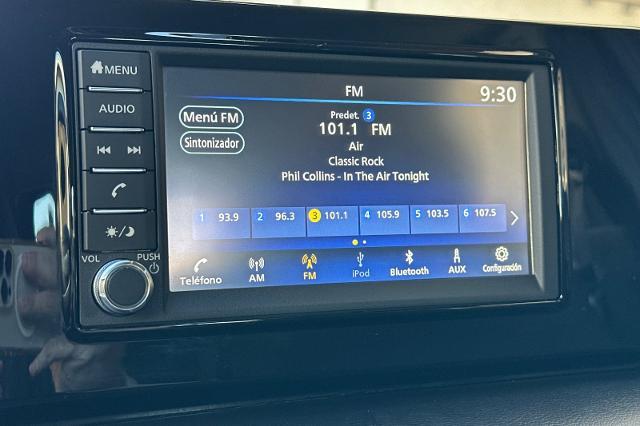 MENU
AUDIO
VOL
PUSH
FM
9:30
Menú FM
Sintonizador
Predet. 3
101.1 FM
Air
Classic Rock
Phil Collins - In The Air Tonight
1 93.9 2 96.3 3 101.1 4 105.9 5 103.5 6 107.5
Teléfono AM FM iPod Bluetooth AUX Configuración